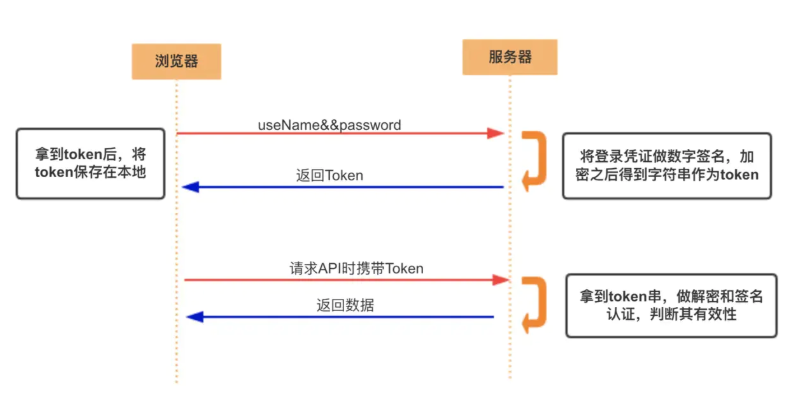 浏览器
服务器
useName&&password
拿到token后，将
token保存在本地
将登录凭证做数字签名，加
密之后得到字符串作为token
返回Token
请求API时携带Token
拿到token串，做解密和签名
认证，判断其有效性
返回数据